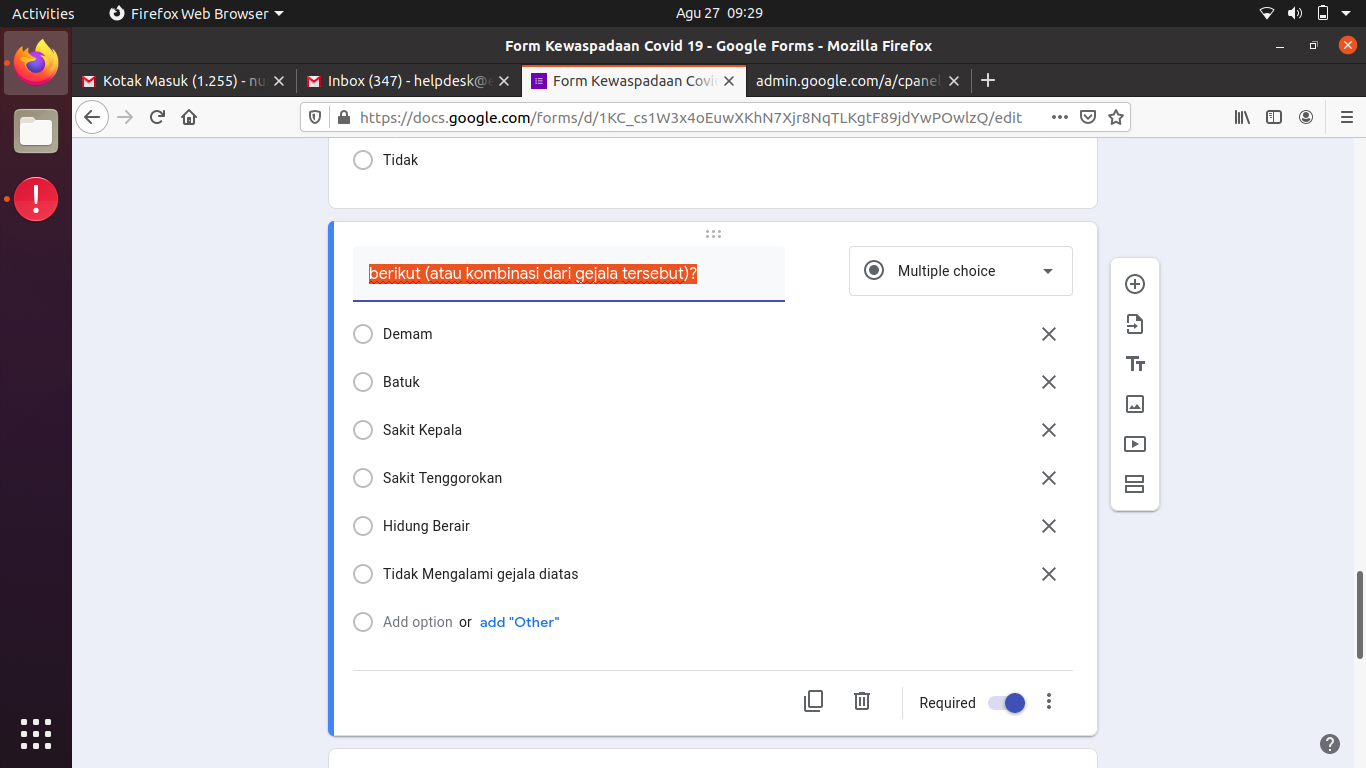 Activities
Firefox Web Browser
Agu 27 09:29
Form Kewaspadaan Covid 19 - Google Forms - Mozilla Firefox
Kotak Masuk (1.255) - nu
Inbox (347) - helpdesk@
Form Kewaspadaan Covi
admin.google.com/a/cpanel
https://docs.google.com/forms/d/1KC_cs1W3x4oEuwXKhN7Xjr8NqTLKgtF89jdYwPOwlzQ/edit
Tidak
berikut (atau kombinasi dari gejala tersebut)?
Multiple choice
Demam
Batuk
Sakit Kepala
Sakit Tenggorokan
Hidung Berair
Tidak Mengalami gejala diatas
Add option or add "Other"
Required